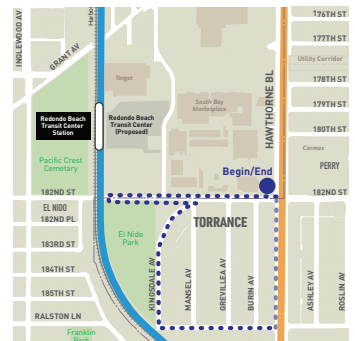 176TH ST
177TH ST
Utility Corridor
178TH ST
179TH ST
180TH ST
Carmax
PERRY
182ND ST
INGLEWOOD AV
GRANT AV
Harbor
Target
South Bay
Marketplace
HAWTHORNE BL
Redondo Beach
Transit Center
Station
Redondo Beach
Transit Center
(Proposed)
Pacific Crest
Cemetery
Begin/End
182ND ST
EL NIDO
182ND PL
183RD ST
184TH ST
185TH ST
RALSTON LN
El Nido
Park
Franklin
Park
TORRANCE
KINGSDALE AV
MANSEL AV
GREVILLEA AV
BURIN AV
ASHLEY AV
ROSLIN AV